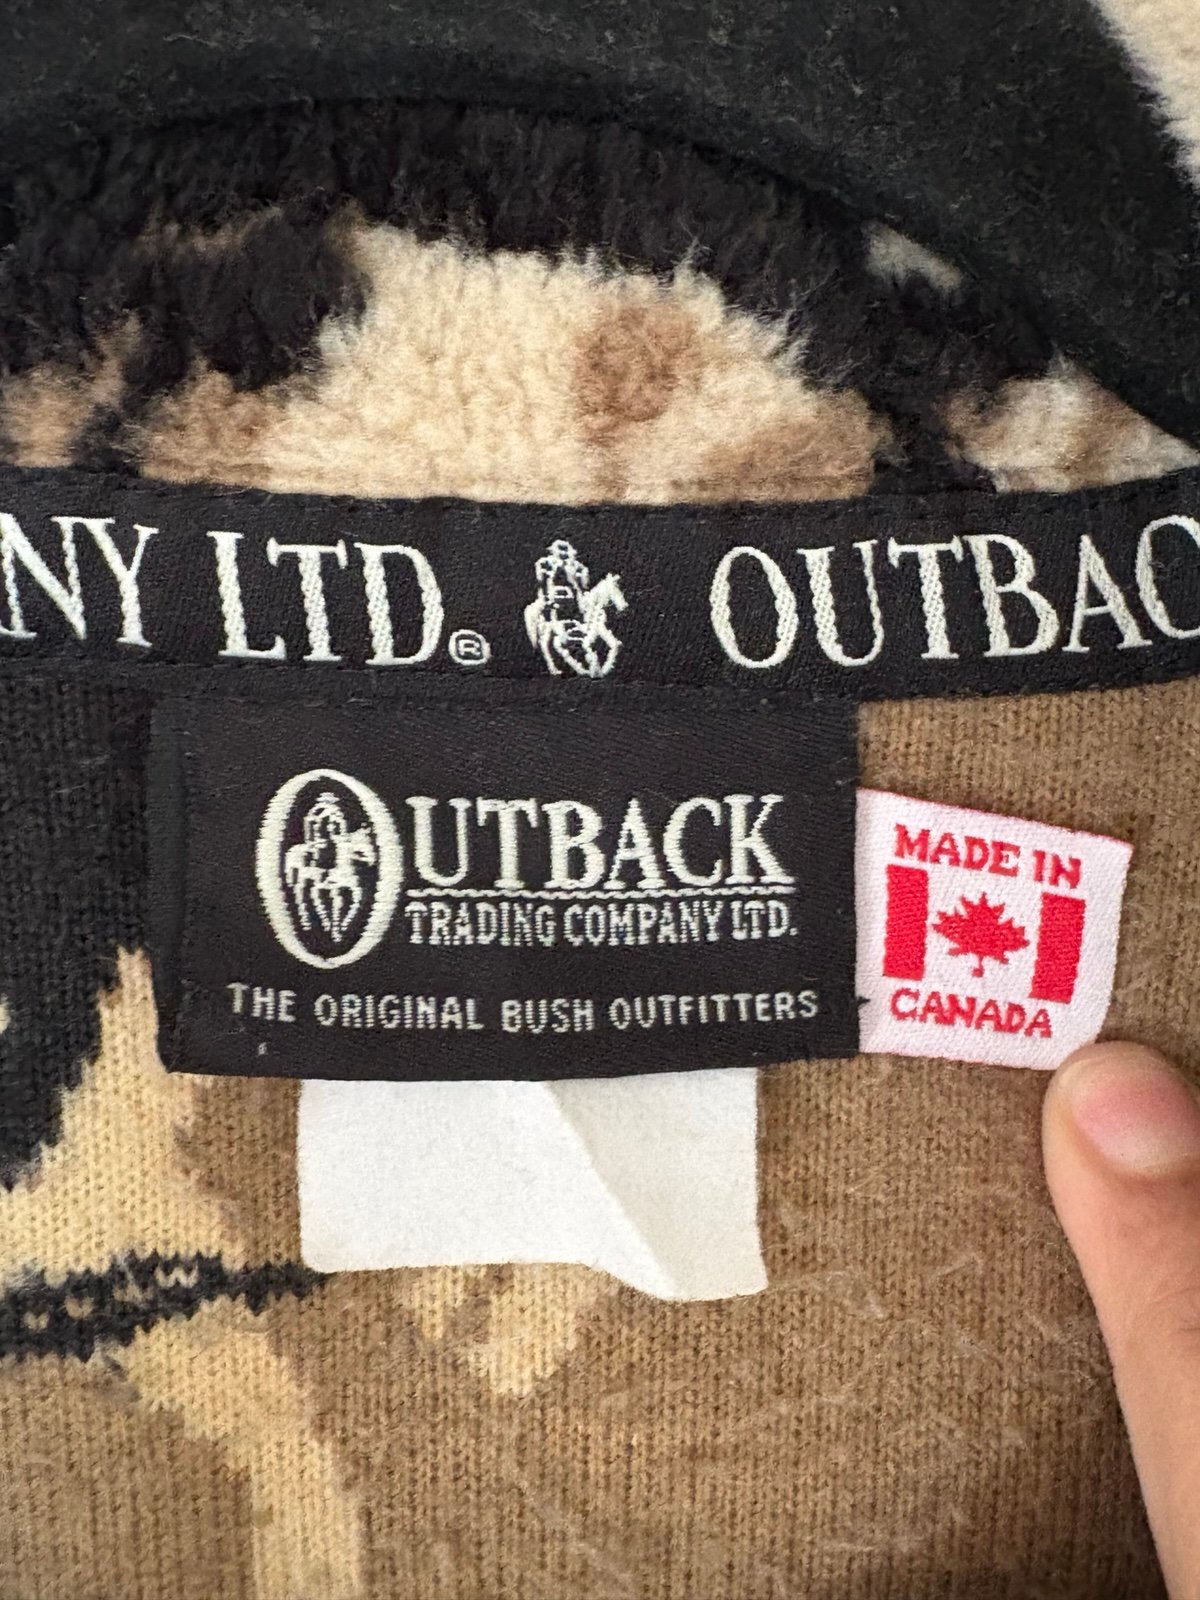 NY LTD.® OUTBAC
OUTBACK
TRADING COMPANY LTD.
THE ORIGINAL BUSH OUTFITTERS
MADE IN
CANADA